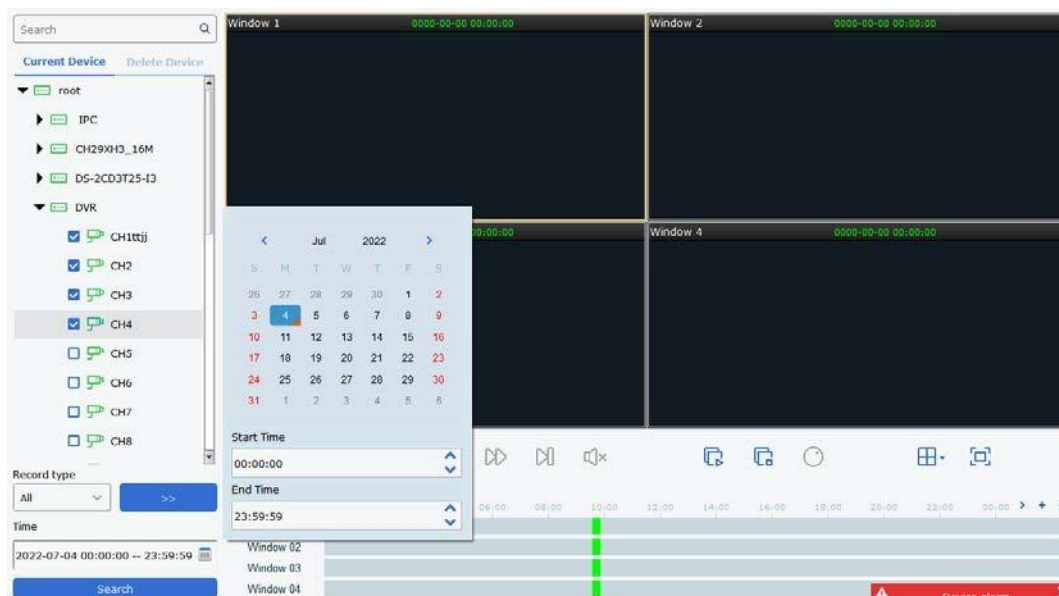 Search
Current Device Delete Device
root
IPC
CH29XH3_16M
DS-2CD3T25-I3
DVR
CH1ttjj
CH2
CH3
CH4
CH5
CH6
CH7
CH8
Record type
All >>
Time
2022-07-04 00:00:00 -- 23:59:59
Search
Window 1 0000-00-00 00:00:00
Window 2 0000-00-00 00:00:00
00:00:00
Window 4 0000-00-00 00:00:00
< Jul 2022 >
S M T W T F S
26 27 28 29 30 1 2
3 4 5 6 7 8 9
10 11 12 13 14 15 16
17 18 19 20 21 22 23
24 25 26 27 28 29 30
31 1 2 3 4 5 6
Start Time
00:00:00
End Time
23:59:59
06:00 08:00 10:00 12:00 14:00 16:00 18:00 20:00 22:00 00:00 > +
Window 02
Window 03
Window 04
Device alarm